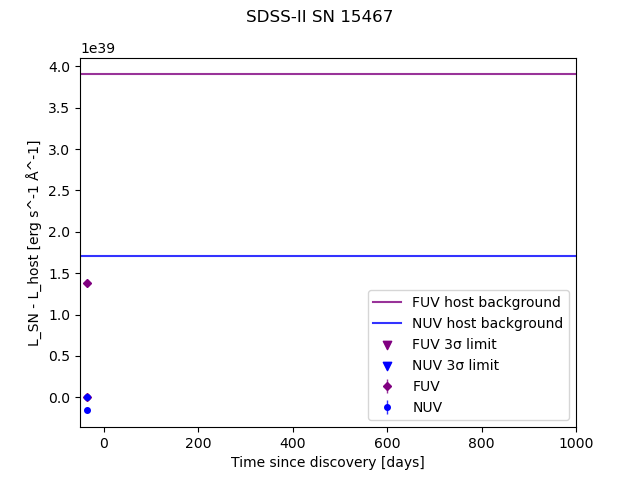 SDSS-II SN 15467
1e39
4.0
3.5
3.0
2.5
2.0
1.5
1.0
0.5
0.0
L_SN - L_host [erg s^-1 Å^-1]
FUV host background
NUV host background
FUV 3σ limit
NUV 3σ limit
FUV
NUV
0 200 400 600 800 1000
Time since discovery [days]